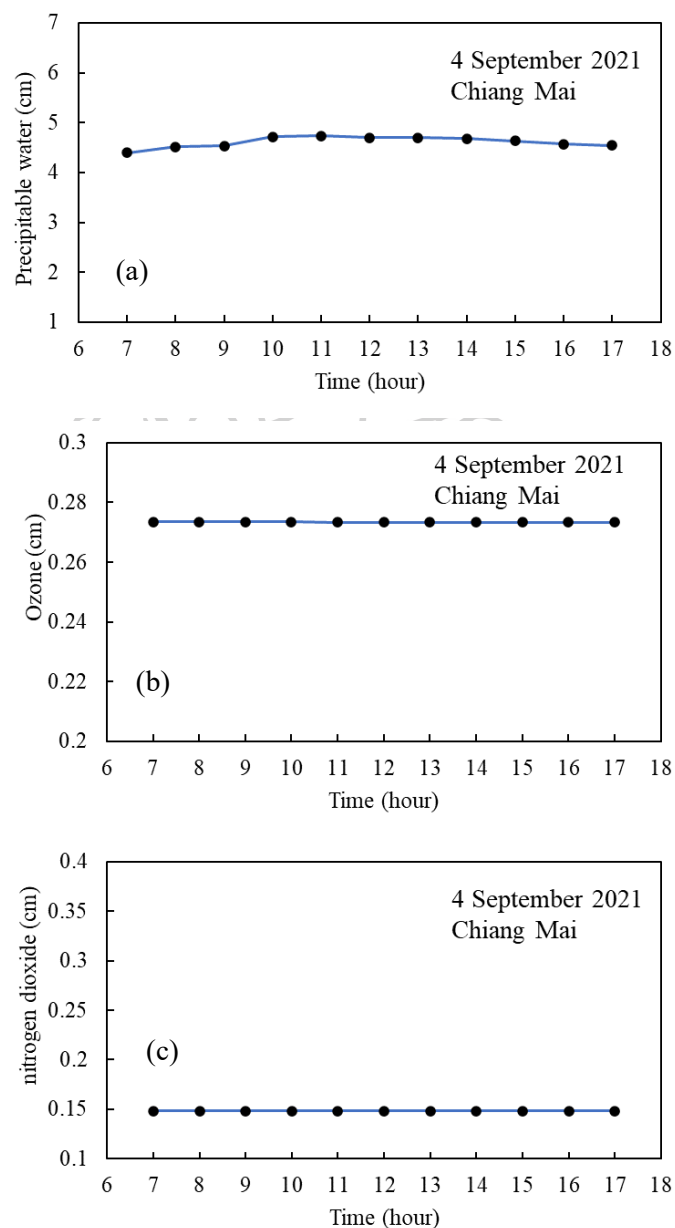 7
6
5
4
3
2
1
Precipitable water (cm)
4 September 2021
Chiang Mai
(a)
6 7 8 9 10 11 12 13 14 15 16 17 18
Time (hour)
0.3
0.28
0.26
0.24
0.22
0.2
Ozone (cm)
4 September 2021
Chiang Mai
(b)
6 7 8 9 10 11 12 13 14 15 16 17 18
Time (hour)
0.4
0.35
0.3
0.25
0.2
0.15
0.1
nitrogen dioxide (cm)
4 September 2021
Chiang Mai
(c)
6 7 8 9 10 11 12 13 14 15 16 17 18
Time (hour)